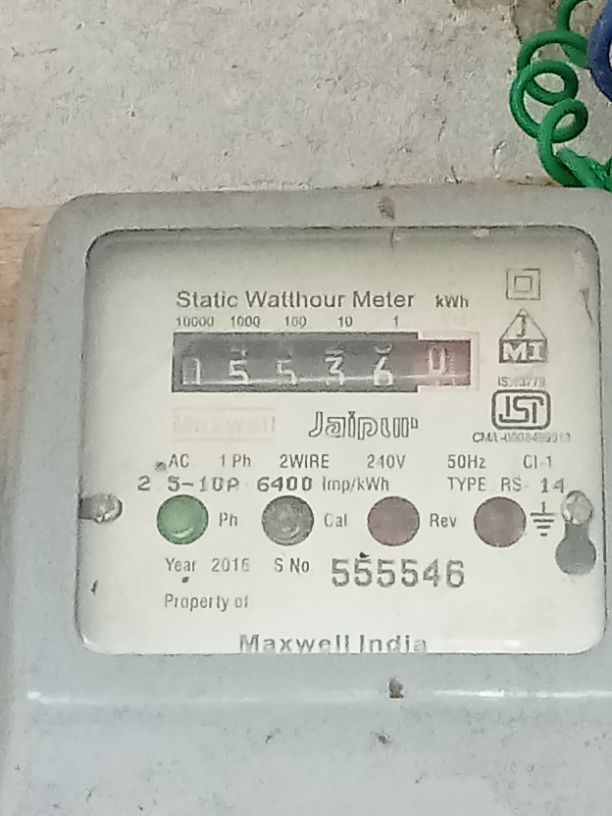 Static Watthour Meter kWh
10000 1000 100 10 1
0 5 5 3 6 0
J
MI
ISI
Jaipur
AC 1 Ph 2WIRE 240V 50Hz Cl-1
2.5-10A 6400 Imp/kWh TYPE RS-14
Ph Cal Rev
Year 2016 S No 555546
Property of
Maxwell India